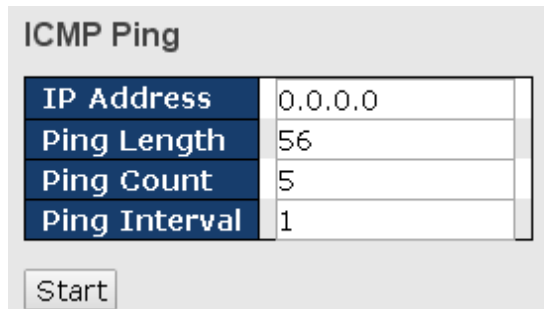 ICMP Ping
IP Address 0.0.0.0
Ping Length 56
Ping Count 5
Ping Interval 1
Start